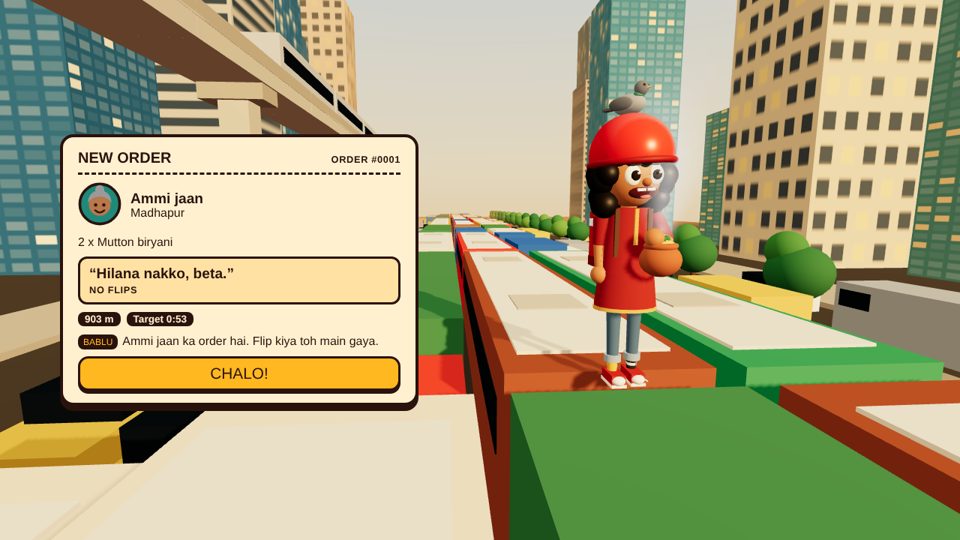 NEW ORDER
ORDER #0001
Ammi jaan
Madhapur
2 x Mutton biryani
“Hilana nakko, beta.”
NO FLIPS
903 m
Target 0:53
BABLU Ammi jaan ka order hai. Flip kiya toh main gaya.
CHALO!